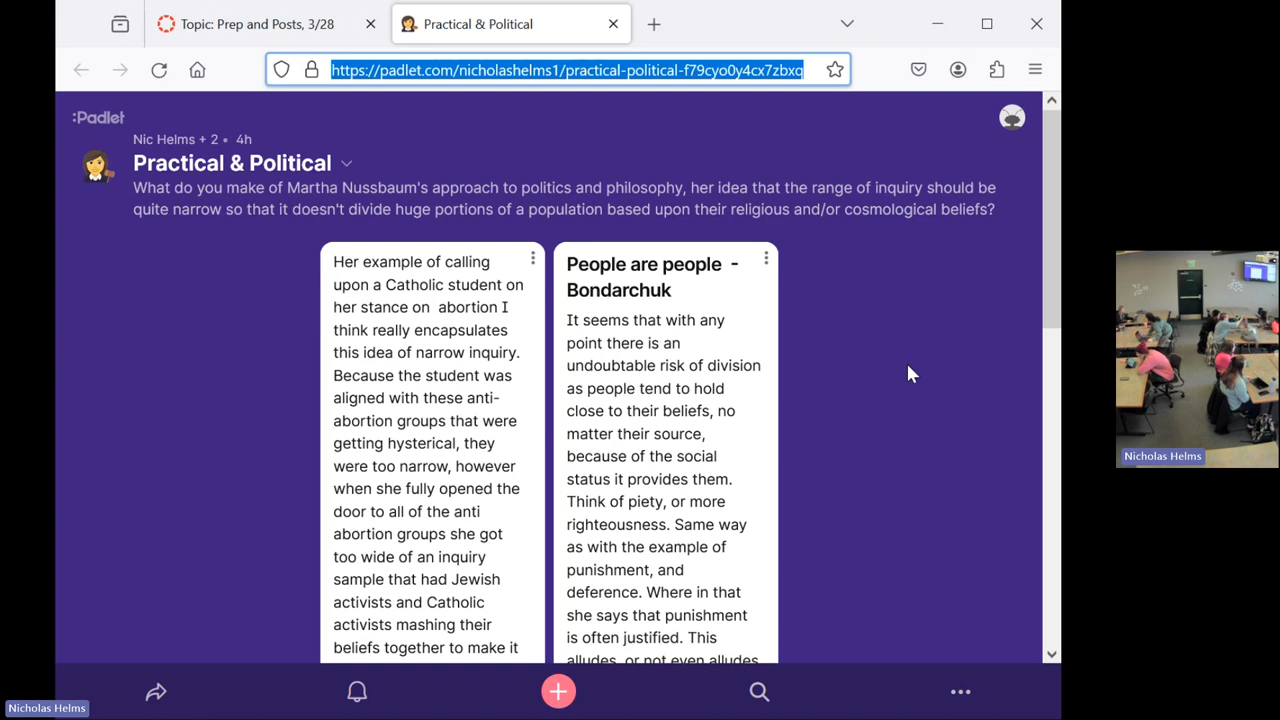 Topic: Prep and Posts, 3/28
Practical & Political
https://padlet.com/nicholashelms1/practical-political-f79cyo0y4cx7zbxq
:Padlet
Nic Helms + 2 • 4h
Practical & Political
What do you make of Martha Nussbaum's approach to politics and philosophy, her idea that the range of inquiry should be
quite narrow so that it doesn't divide huge portions of a population based upon their religious and/or cosmological beliefs?
Her example of calling
upon a Catholic student on
her stance on abortion I
think really encapsulates
this idea of narrow inquiry.
Because the student was
aligned with these anti-
abortion groups that were
getting hysterical, they
were too narrow, however
when she fully opened the
door to all of the anti
abortion groups she got
too wide of an inquiry
sample that had Jewish
activists and Catholic
activists mashing their
beliefs together to make it
People are people -
Bondarchuk
It seems that with any
point there is an
undoubtable risk of division
as people tend to hold
close to their beliefs, no
matter their source,
because of the social
status it provides them.
Think of piety, or more
righteousness. Same way
as with the example of
punishment, and
deference. Where in that
she says that punishment
is often justified. This
alludes, or not even alludes
Nicholas Helms
Nicholas Helms